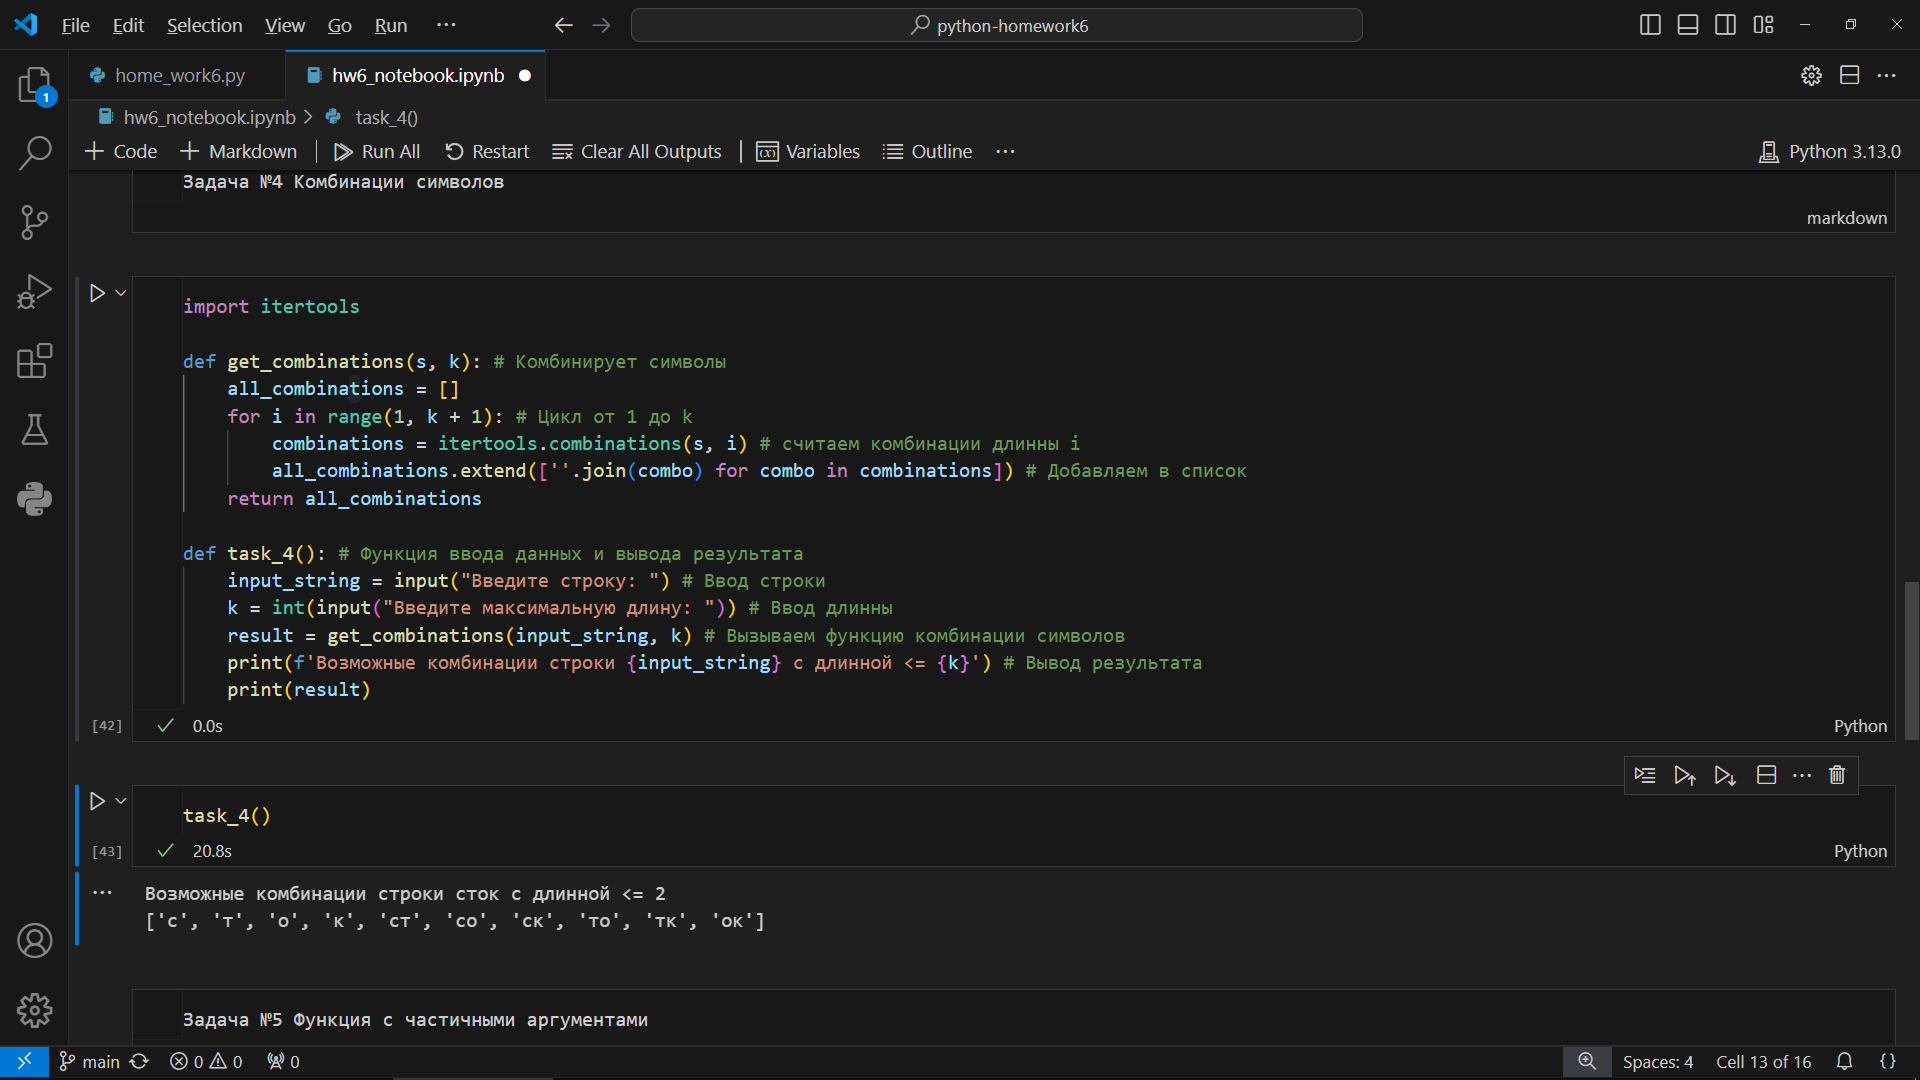 File Edit Selection View Go Run ··· python-homework6
home_work6.py hw6_notebook.ipynb
1
hw6_notebook.ipynb > task_4()
+ Code + Markdown Run All Restart Clear All Outputs Variables Outline ··· Python 3.13.0
Задача №4 Комбинации символов
markdown
import itertools
def get_combinations(s, k): # Комбинирует символы
    all_combinations = []
    for i in range(1, k + 1): # Цикл от 1 до k
        combinations = itertools.combinations(s, i) # считаем комбинации длинны i
        all_combinations.extend([''.join(combo) for combo in combinations]) # Добавляем в список
    return all_combinations
def task_4(): # Функция ввода данных и вывода результата
    input_string = input("Введите строку: ") # Ввод строки
    k = int(input("Введите максимальную длину: ")) # Ввод длинны
    result = get_combinations(input_string, k) # Вызываем функцию комбинации символов
    print(f'Возможные комбинации строки {input_string} с длинной <= {k}') # Вывод результата
    print(result)
[42] 0.0s Python
task_4()
[43] 20.8s Python
Возможные комбинации строки сток с длинной <= 2
['с', 'т', 'о', 'к', 'ст', 'со', 'ск', 'то', 'тк', 'ок']
Задача №5 Функция с частичными аргументами
main 0 0 0 Spaces: 4 Cell 13 of 16 {}